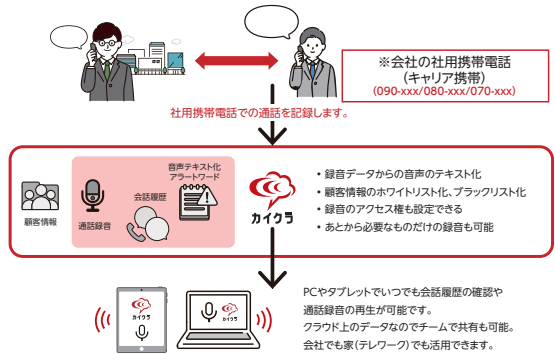 ※会社の社用携帯電話
(キャリア携帯)
(090-xxx/080-xxx/070-xxx)
社用携帯電話での通話を記録します。
顧客情報
通話録音
会話履歴
音声テキスト化
アラートワード
カイクラ
・録音データからの音声のテキスト化
・顧客情報のホワイトリスト化、ブラックリスト化
・録音のアクセス権も設定できる
・あとから必要なものだけの録音も可能
カイクラ
カイクラ
PCやタブレットでいつでも会話履歴の確認や
通話録音の再生が可能です。
クラウド上のデータなのでチームで共有も可能。
会社でも家(テレワーク)でも活用できます。